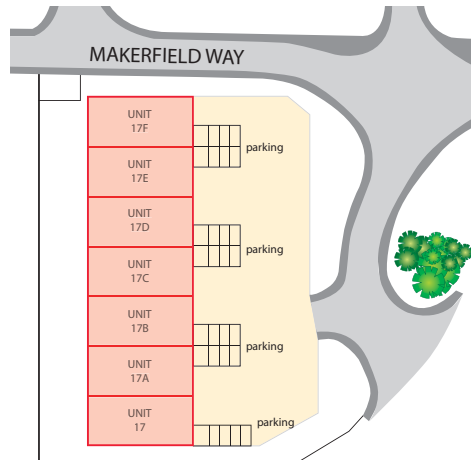 MAKERFIELD WAY
UNIT
17F
parking
UNIT
17E
UNIT
17D
parking
UNIT
17C
UNIT
17B
parking
UNIT
17A
UNIT
17
parking